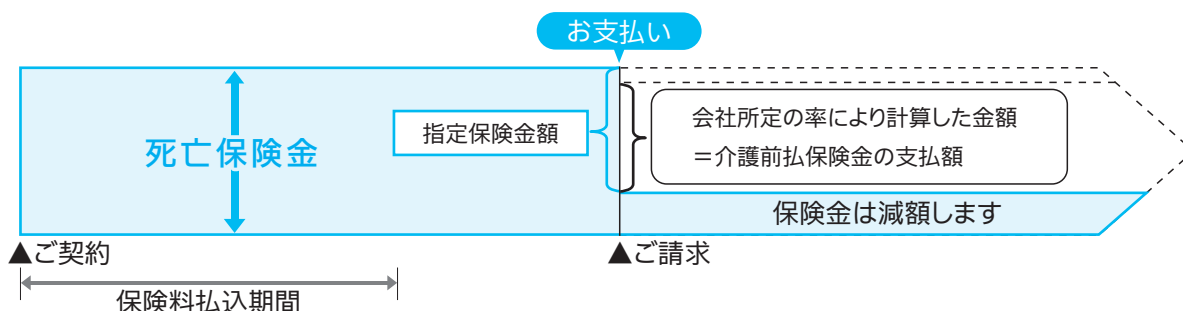 お支払い
死亡保険金
指定保険金額
会社所定の率により計算した金額
＝介護前払保険金の支払額
保険金は減額します
▲ご契約
▲ご請求
保険料払込期間